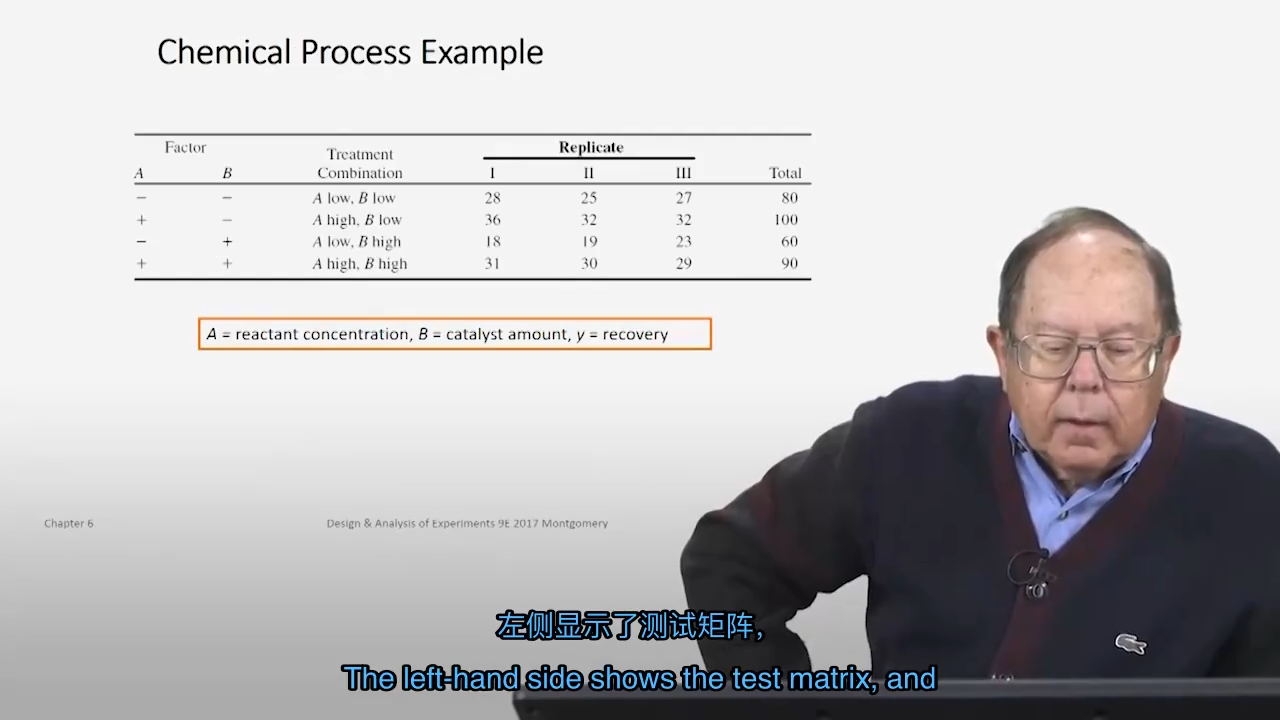 Chemical Process Example
Factor
Treatment Combination
Replicate
A B I II III Total
− − A low, B low 28 25 27 80
+ − A high, B low 36 32 32 100
− + A low, B high 18 19 23 60
+ + A high, B high 31 30 29 90
A = reactant concentration, B = catalyst amount, y = recovery
Chapter 6
Design & Analysis of Experiments 9E 2017 Montgomery
左侧显示了测试矩阵,
The left-hand side shows the test matrix, and